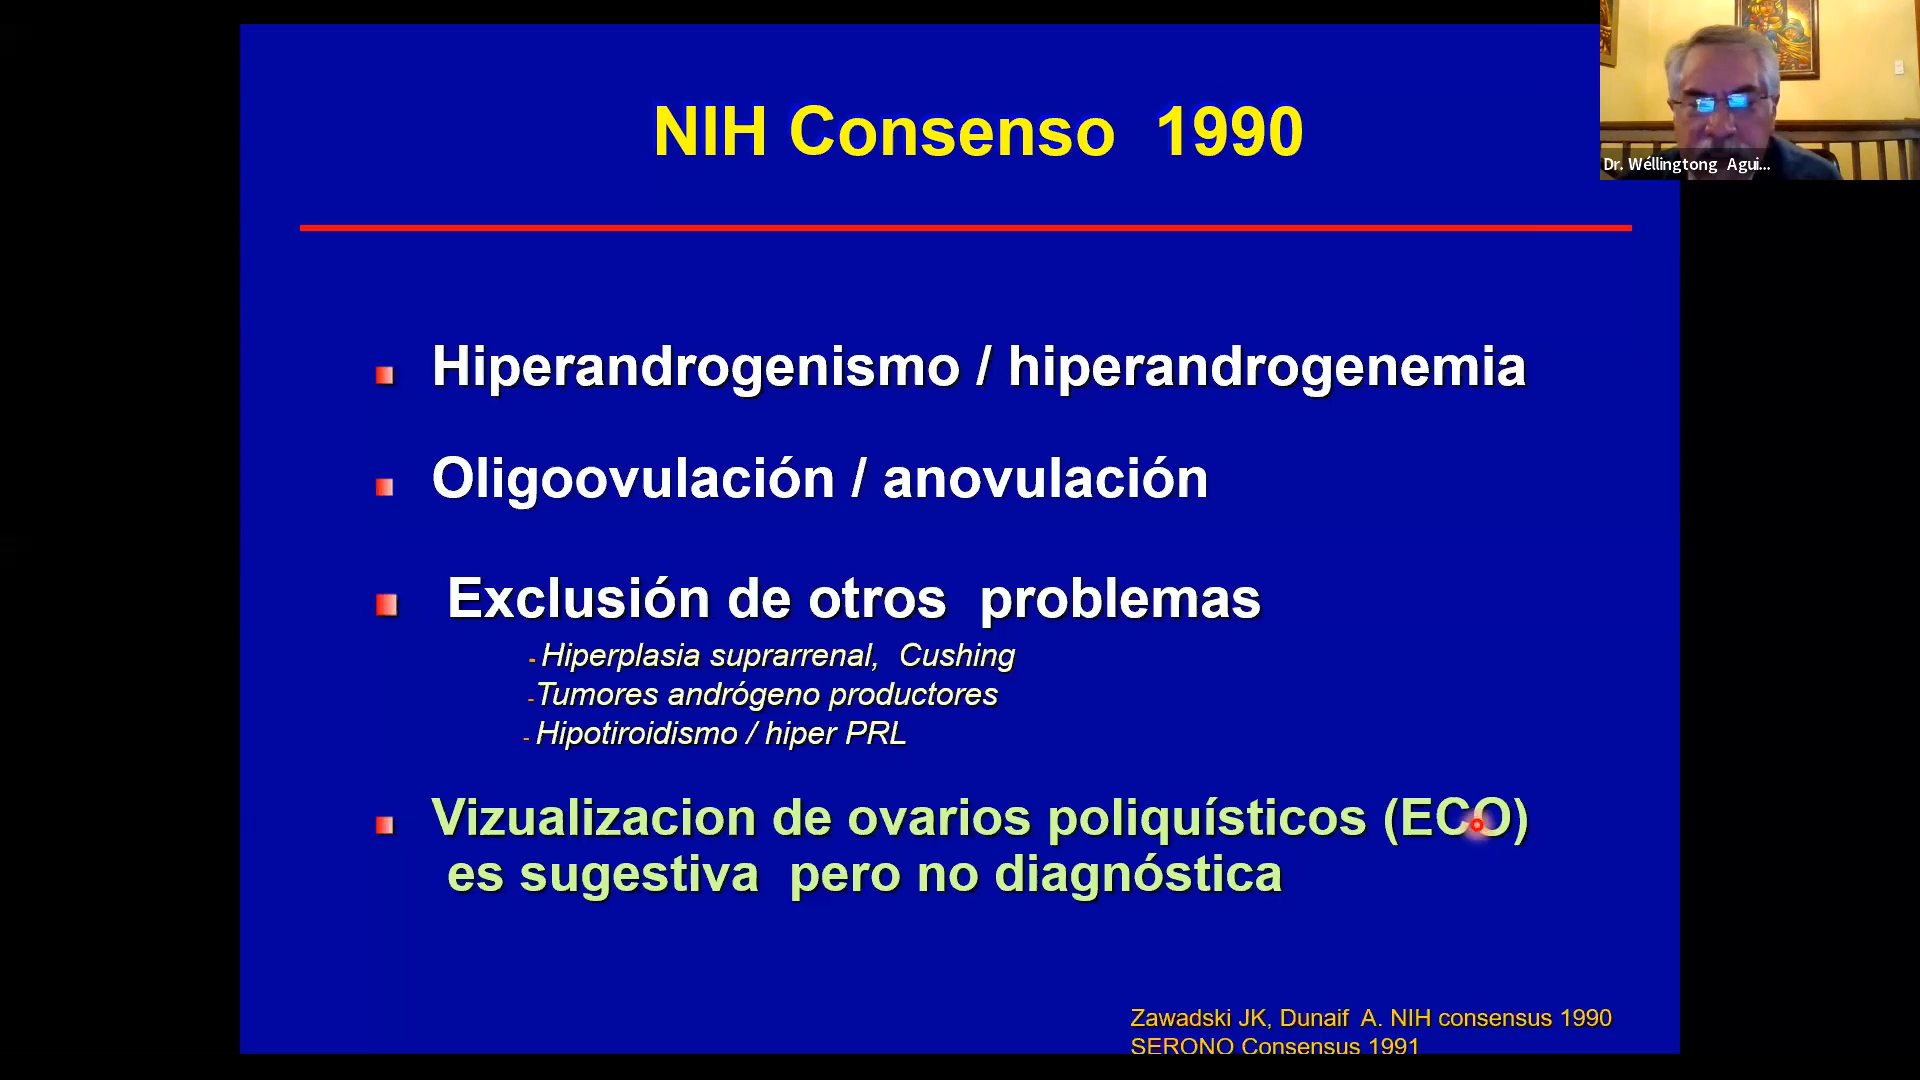 NIH Consenso 1990
Dr. Wéllingtong Agui...
Hiperandrogenismo / hiperandrogenemia
Oligoovulación / anovulación
Exclusión de otros problemas
- Hiperplasia suprarrenal, Cushing
-Tumores andrógeno productores
- Hipotiroidismo / hiper PRL
Vizualizacion de ovarios poliquísticos (ECO)
es sugestiva pero no diagnóstica
Zawadski JK, Dunaif A. NIH consensus 1990
SERONO Consensus 1991